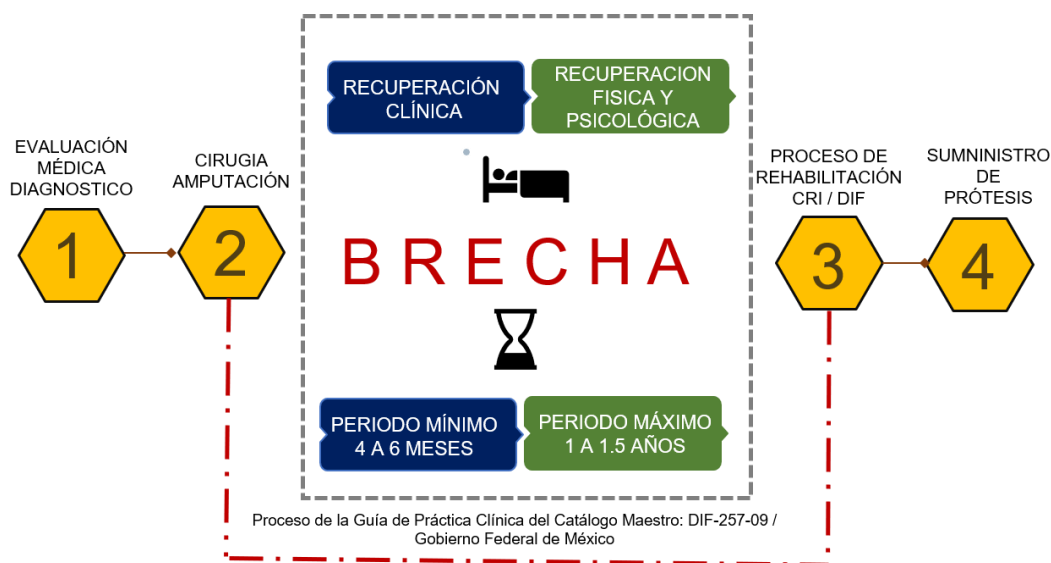 EVALUACIÓN
MÉDICA
DIAGNOSTICO
1
CIRUGIA
AMPUTACIÓN
2
RECUPERACIÓN
CLÍNICA
RECUPERACION
FISICA Y
PSICOLÓGICA
BRECHA
PERIODO MÍNIMO
4 A 6 MESES
PERIODO MÁXIMO
1 A 1.5 AÑOS
PROCESO DE
REHABILITACIÓN
CRI / DIF
3
SUMNINISTRO
DE
PRÓTESIS
4
Proceso de la Guía de Práctica Clínica del Catálogo Maestro: DIF-257-09 /
Gobierno Federal de México